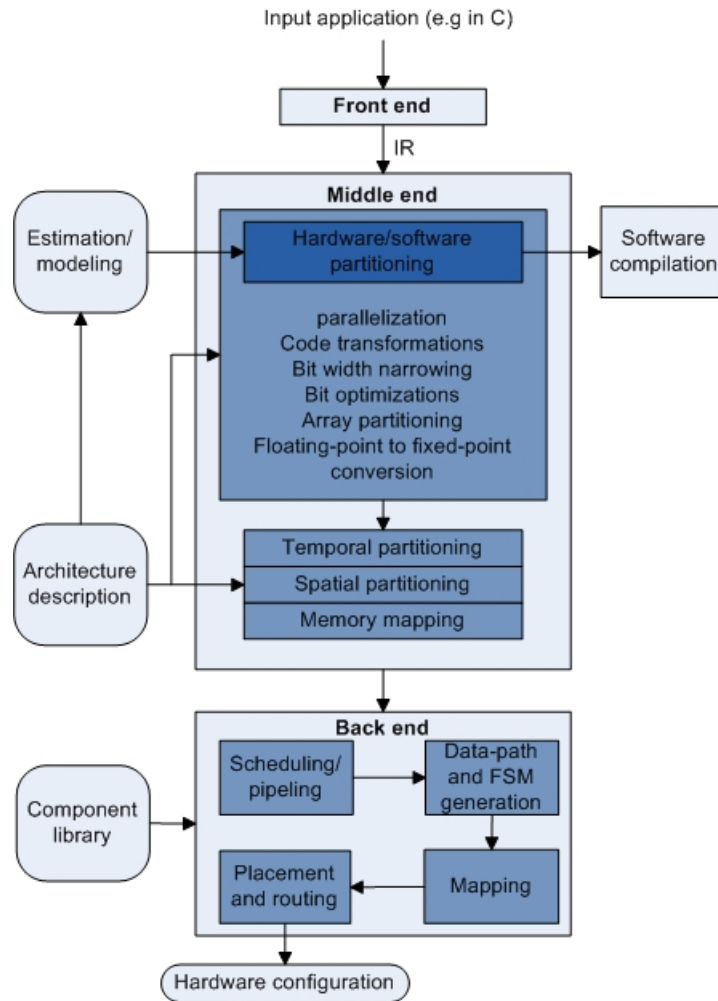 Input application (e.g in C)
Front end
IR
Middle end
Estimation/
modeling
Hardware/software
partitioning
Software
compilation
parallelization
Code transformations
Bit width narrowing
Bit optimizations
Array partitioning
Floating-point to fixed-point
conversion
Architecture
description
Temporal partitioning
Spatial partitioning
Memory mapping
Back end
Component
library
Scheduling/
pipeling
Data-path
and FSM
generation
Placement
and routing
Mapping
Hardware configuration